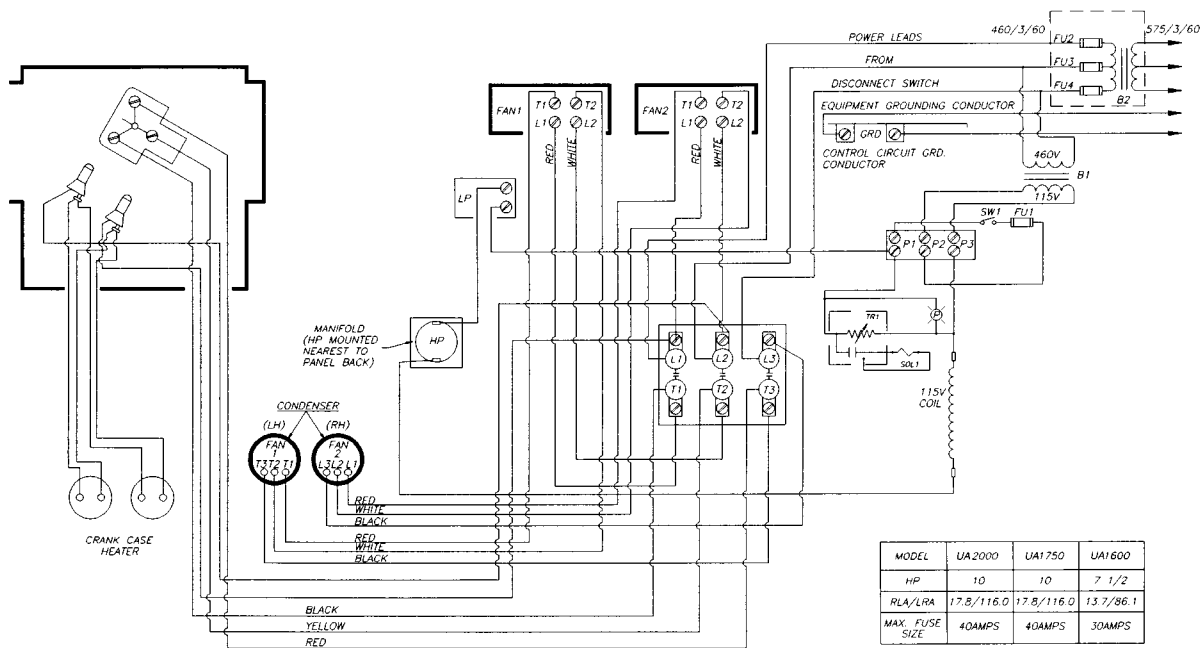 460/3/60
575/3/60
POWER LEADS
FU2
FROM
FU3
DISCONNECT SWITCH
FU4
B2
EQUIPMENT GROUNDING CONDUCTOR
GRD
CONTROL CIRCUIT GRD.
CONDUCTOR
460V
B1
115V
FAN1
T1
T2
L1
L2
RED
WHITE
FAN2
T1
T2
L1
L2
RED
WHITE
LP
SW1
FU1
P1
P2
P3
TR1
P
SOL1
115V
COIL
MANIFOLD
(HP MOUNTED
NEAREST TO
PANEL BACK)
HP
L1
L2
L3
T1
T2
T3
CONDENSER
(LH)
(RH)
FAN
1
T3 T2 T1
FAN
2
L3 L2 L1
RED
WHITE
BLACK
RED
WHITE
BLACK
CRANK CASE
HEATER
BLACK
YELLOW
RED
MODEL UA2000 UA1750 UA1600
HP 10 10 7 1/2
RLA/LRA 17.8/116.0 17.8/116.0 13.7/86.1
MAX. FUSE
SIZE 40AMPS 40AMPS 30AMPS